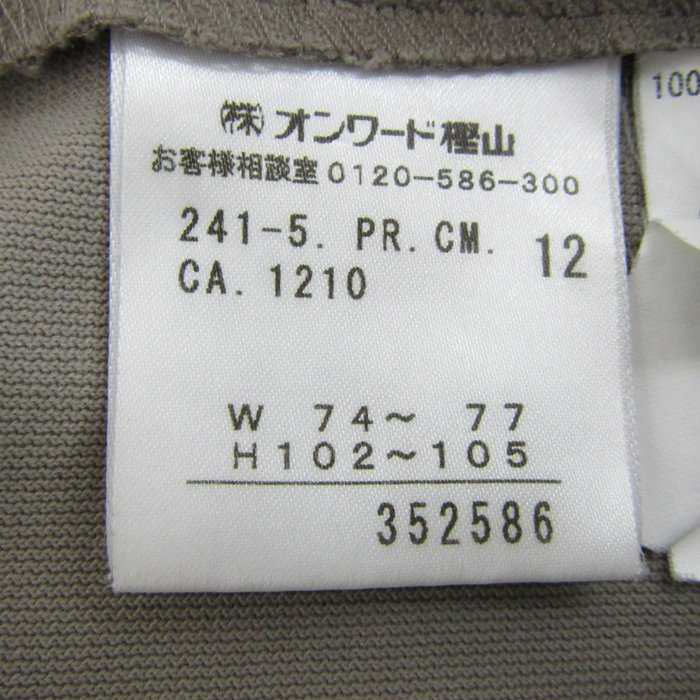 ㈱オンワード樫山
お客様相談室 0120-586-300
241-5. PR. CM. 12
CA. 1210
W 74～ 77
H102～105
352586
100